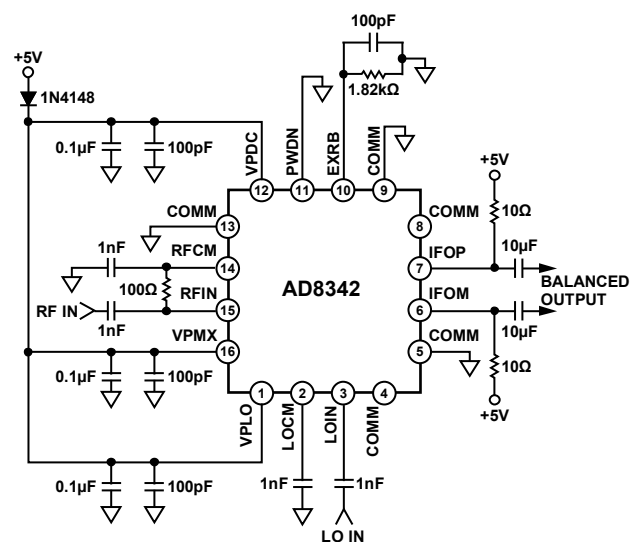 100pF
+5V
1N4148
1.82kΩ
0.1µF
100pF
VPDC
PWDN
EXRB
COMM
12
11
10
9
+5V
COMM
13
COMM
8
10Ω
1nF
RFCM
14
IFOP
7
10µF
100Ω
AD8342
BALANCED
OUTPUT
RFIN
15
IFOM
6
RF IN
1nF
10µF
VPMX
16
COMM
5
10Ω
0.1µF
100pF
1
2
3
4
+5V
VPLO
LOCM
LOIN
COMM
0.1µF
100pF
1nF
1nF
LO IN